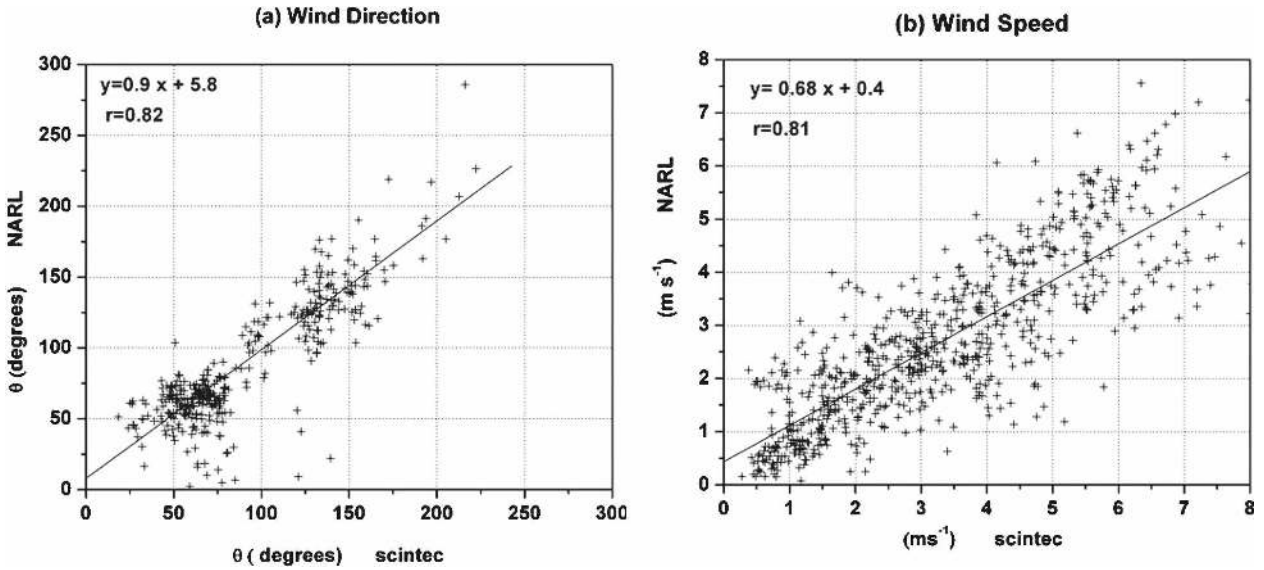 (a) Wind Direction
y=0.9 x + 5.8
r=0.82
300
250
200
150
100
50
0
θ (degrees) NARL
0 50 100 150 200 250 300
θ ( degrees) scintec
(b) Wind Speed
y= 0.68 x + 0.4
r=0.81
8
7
6
5
4
3
2
1
0
(m s⁻¹) NARL
1 2 3 4 5 6 7 8
(ms⁻¹) scintec